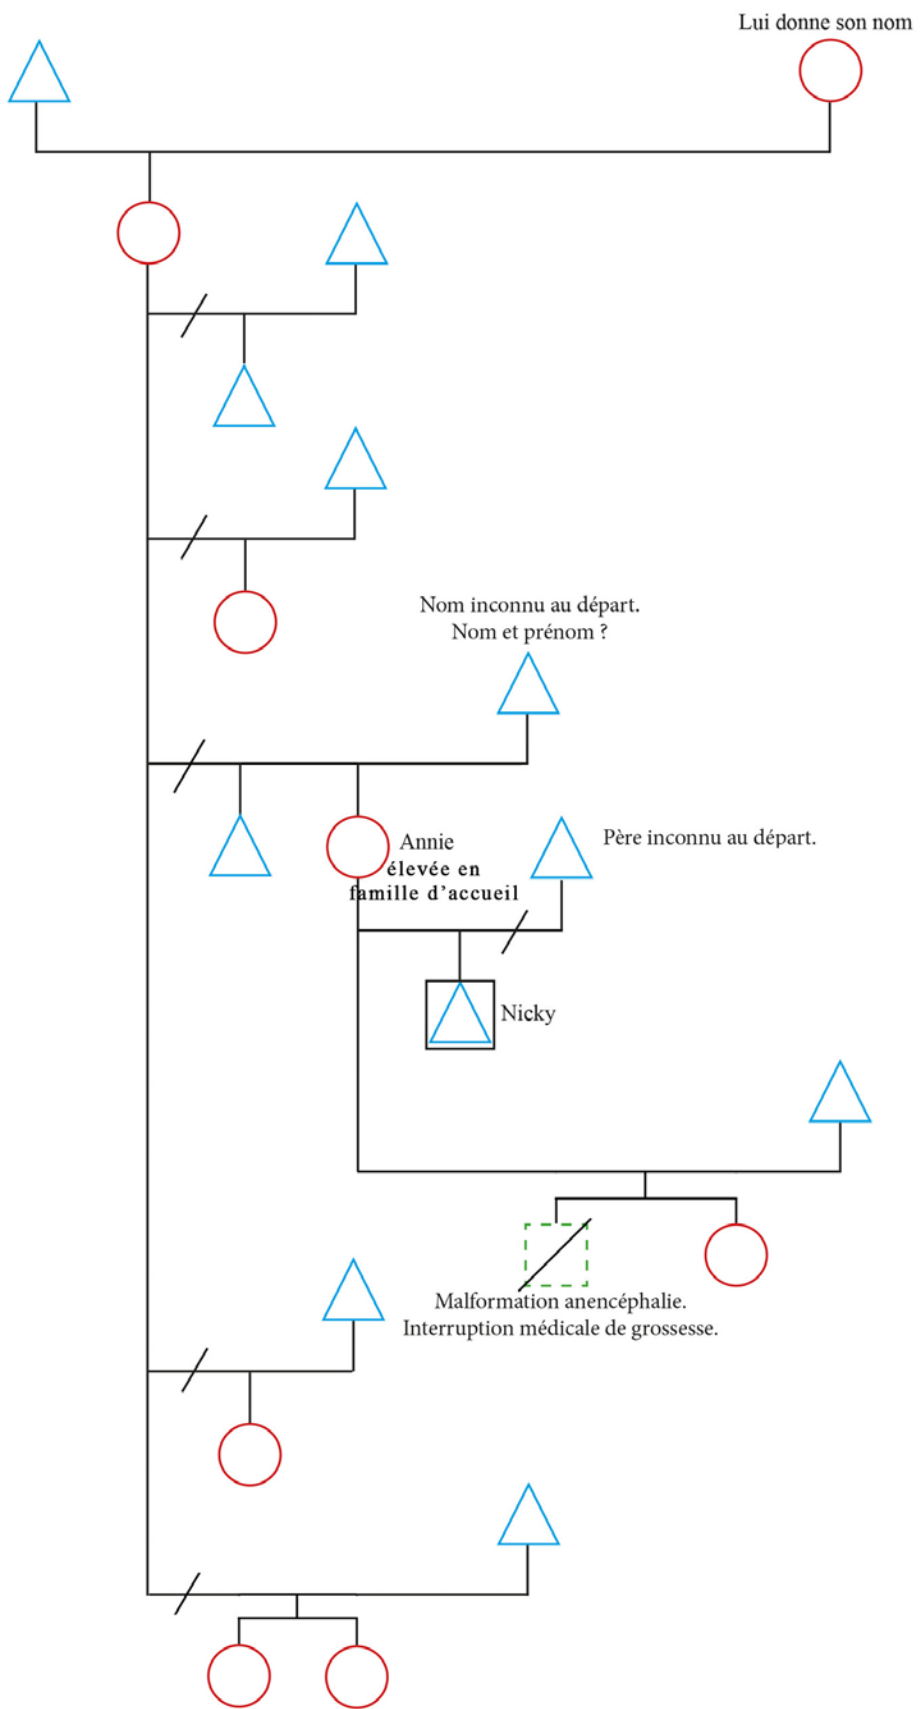 Lui donne son nom
Nom inconnu au départ.
Nom et prénom ?
Annie
élevée en
famille d'accueil
Père inconnu au départ.
Nicky
Malformation anencéphalie.
Interruption médicale de grossesse.